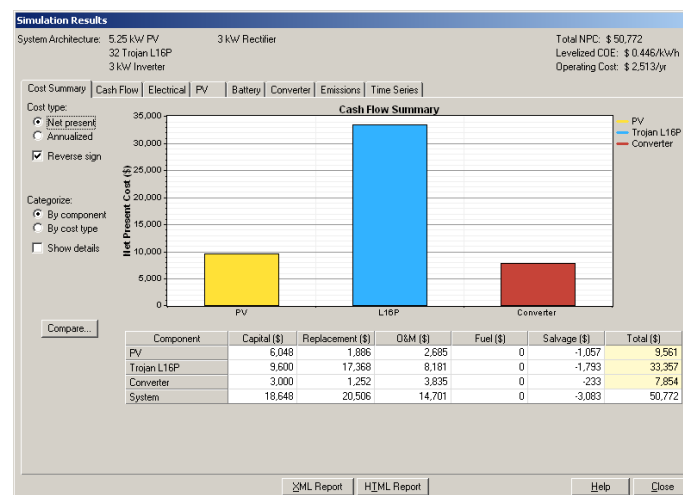 Simulation Results
System Architecture: 5.25 kW PV 3 kW Rectifier Total NPC: $ 50,772
32 Trojan L16P Levelized COE: $ 0.446/kWh
3 kW Inverter Operating Cost: $ 2,513/yr
Cost Summary Cash Flow Electrical PV Battery Converter Emissions Time Series
Cost type:
Net present
Annualized
Reverse sign
Categorize:
By component
By cost type
Show details
Compare...
Cash Flow Summary
Net Present Cost ($)
35,000
30,000
25,000
20,000
15,000
10,000
5,000
0
PV L16P Converter
PV
Trojan L16P
Converter
Component Capital ($) Replacement ($) O&M ($) Fuel ($) Salvage ($) Total ($)
PV 6,048 1,886 2,685 0 -1,057 9,561
Trojan L16P 9,600 17,368 8,181 0 -1,793 33,357
Converter 3,000 1,252 3,835 0 -233 7,854
System 18,648 20,506 14,701 0 -3,083 50,772
XML Report HTML Report Help Close